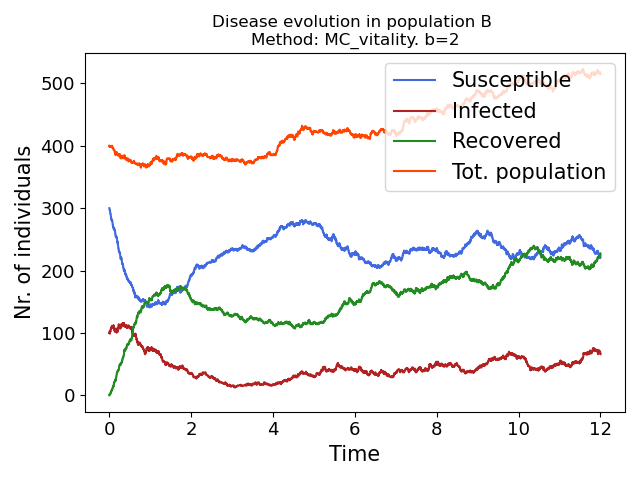 Disease evolution in population B
Method: MC_vitality. b=2
Susceptible
Infected
Recovered
Tot. population
Nr. of individuals
500
400
300
200
100
0
0 2 4 6 8 10 12
Time